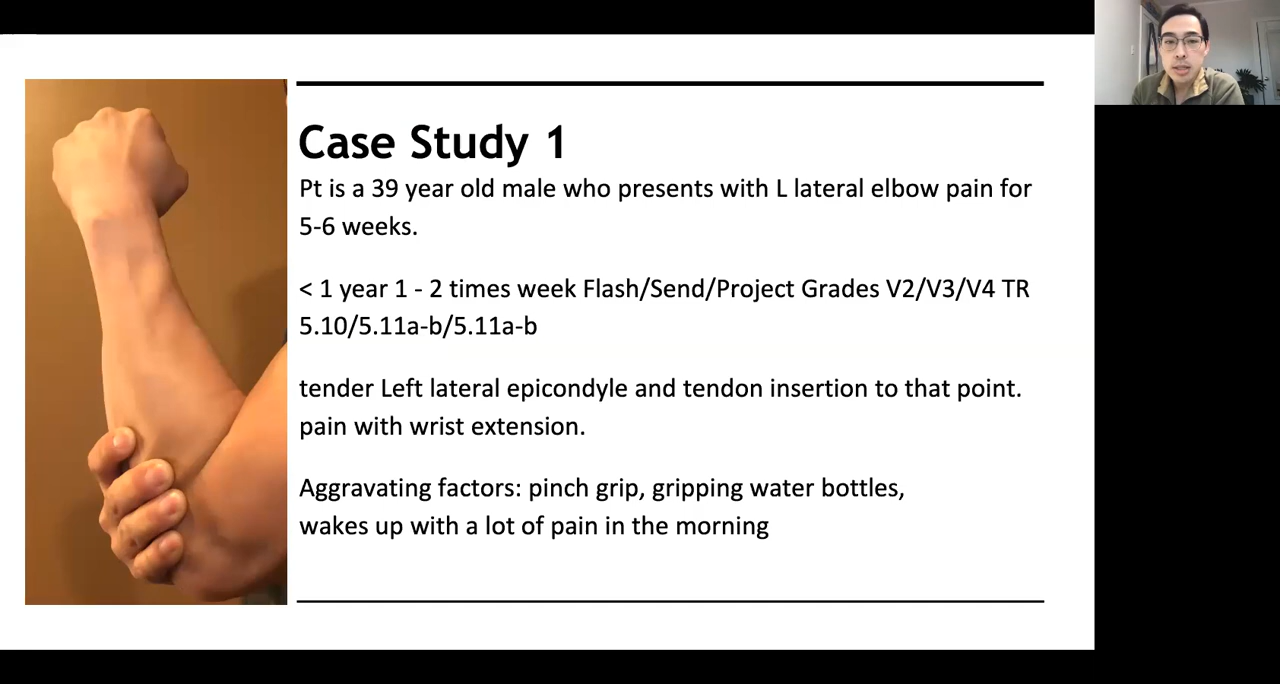 Case Study 1
Pt is a 39 year old male who presents with L lateral elbow pain for
5-6 weeks.
< 1 year 1 - 2 times week Flash/Send/Project Grades V2/V3/V4 TR
5.10/5.11a-b/5.11a-b
tender Left lateral epicondyle and tendon insertion to that point.
pain with wrist extension.
Aggravating factors: pinch grip, gripping water bottles,
wakes up with a lot of pain in the morning